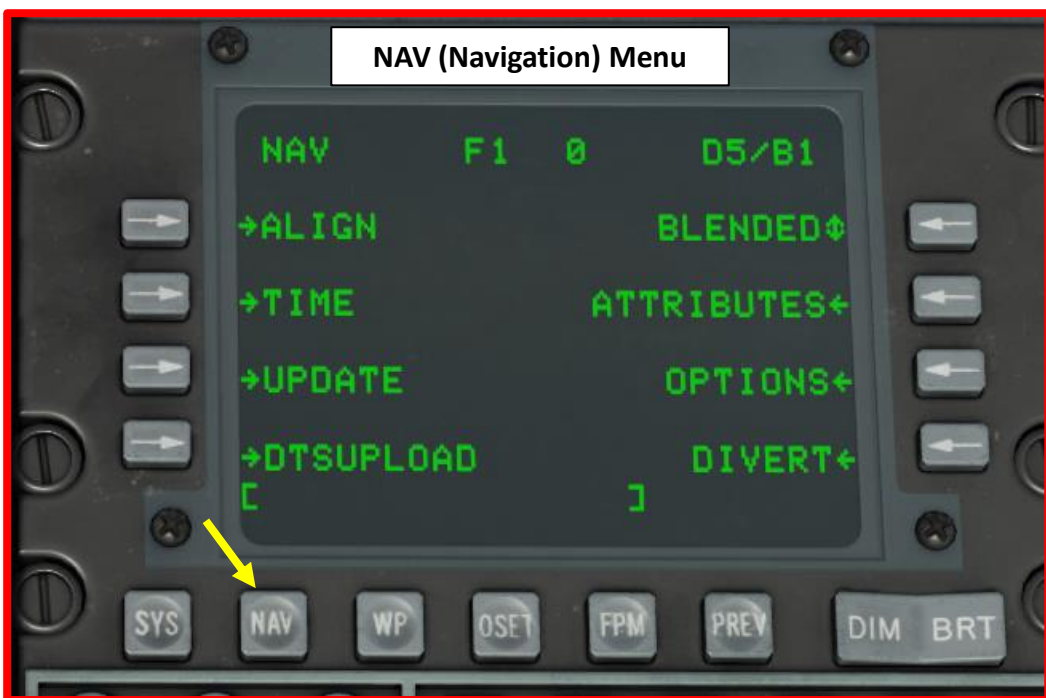 NAV (Navigation) Menu
NAV F1 0 D5/B1
→ALIGN BLENDED↕
→TIME ATTRIBUTES←
→UPDATE OPTIONS←
→DTSUPLOAD DIVERT←
[ ]
SYS NAV WP OSET FPM PREV DIM BRT